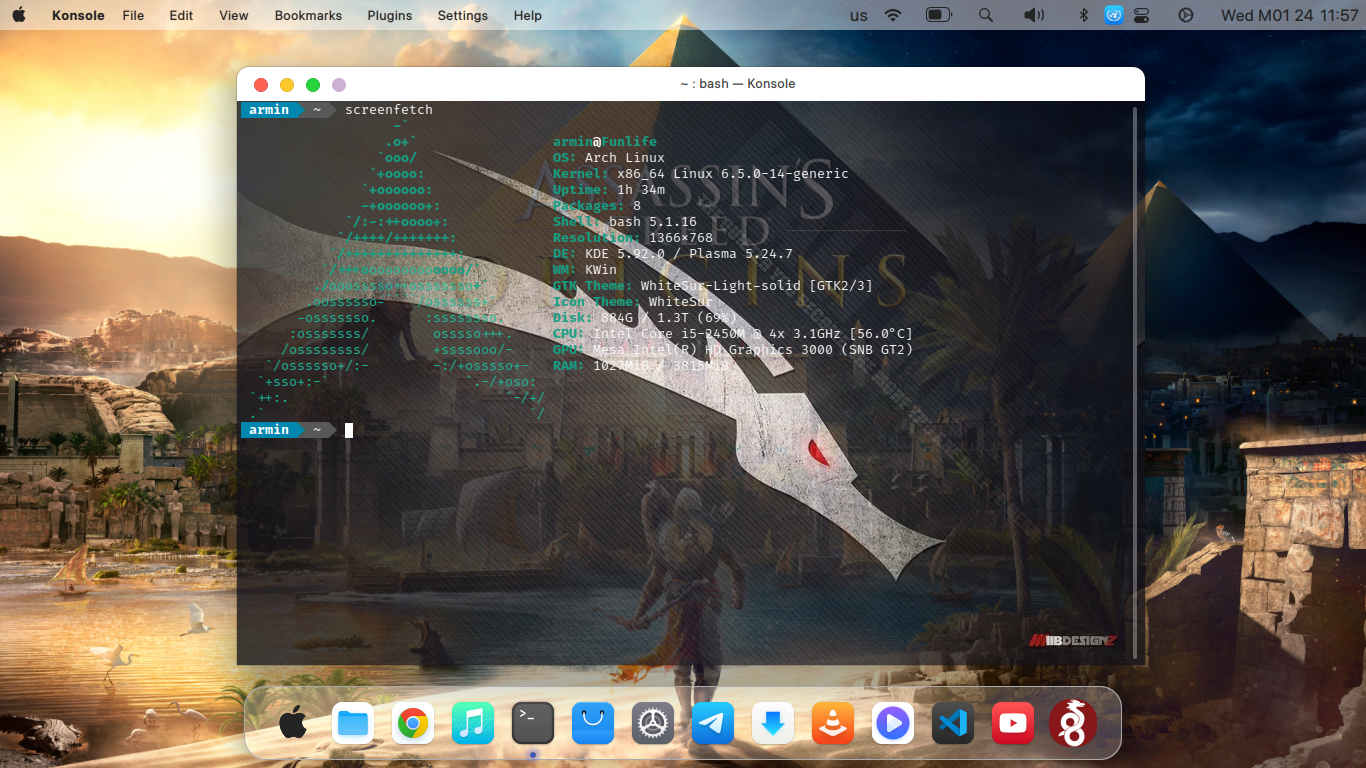 Konsole File Edit View Bookmarks Plugins Settings Help us Wed M01 24 11:57
~ : bash — Konsole
armin ~ screenfetch
armin@Funlife
OS: Arch Linux
Kernel: x86_64 Linux 6.5.0-14-generic
Uptime: 1h 34m
Packages: 8
Shell: bash 5.1.16
Resolution: 1366x768
DE: KDE 5.92.0 / Plasma 5.24.7
WM: KWin
GTK Theme: WhiteSur-Light-solid [GTK2/3]
Icon Theme: WhiteSur
Disk: 884G / 1.3T (69%)
CPU: Intel Core i5-2450M @ 4x 3.1GHz [56.0°C]
GPU: Mesa Intel(R) HD Graphics 3000 (SNB GT2)
RAM: 1027MiB / 3815MiB
armin ~
ASSASSIN'S
CREED
ORIGINS